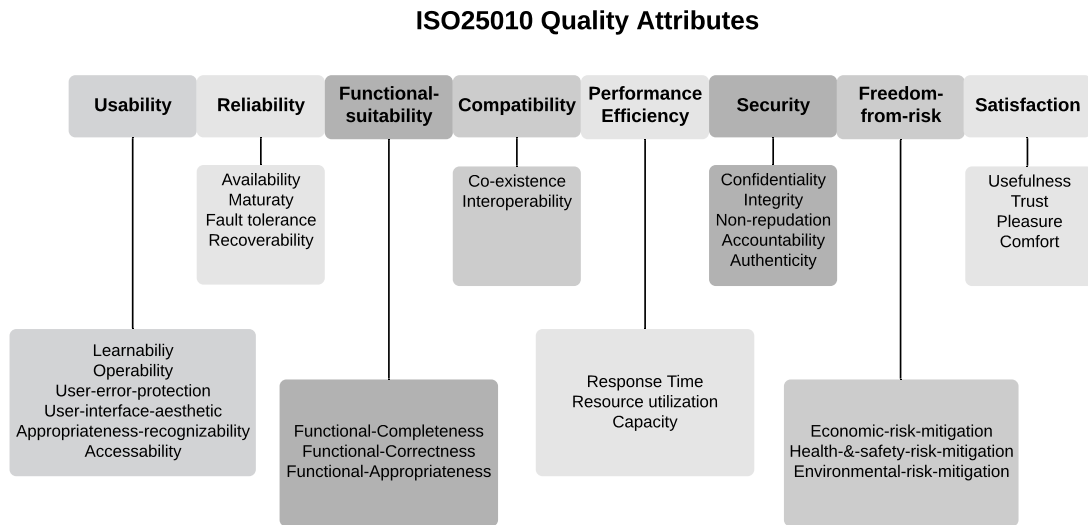 ISO25010 Quality Attributes
Usability
Reliability
Functional-
suitability
Compatibility
Performance
Efficiency
Security
Freedom-
from-risk
Satisfaction
Availability
Maturaty
Fault tolerance
Recoverability
Co-existence
Interoperability
Confidentiality
Integrity
Non-repudation
Accountability
Authenticity
Usefulness
Trust
Pleasure
Comfort
Learnabiliy
Operability
User-error-protection
User-interface-aesthetic
Appropriateness-recognizability
Accessability
Functional-Completeness
Functional-Correctness
Functional-Appropriateness
Response Time
Resource utilization
Capacity
Economic-risk-mitigation
Health-&-safety-risk-mitigation
Environmental-risk-mitigation